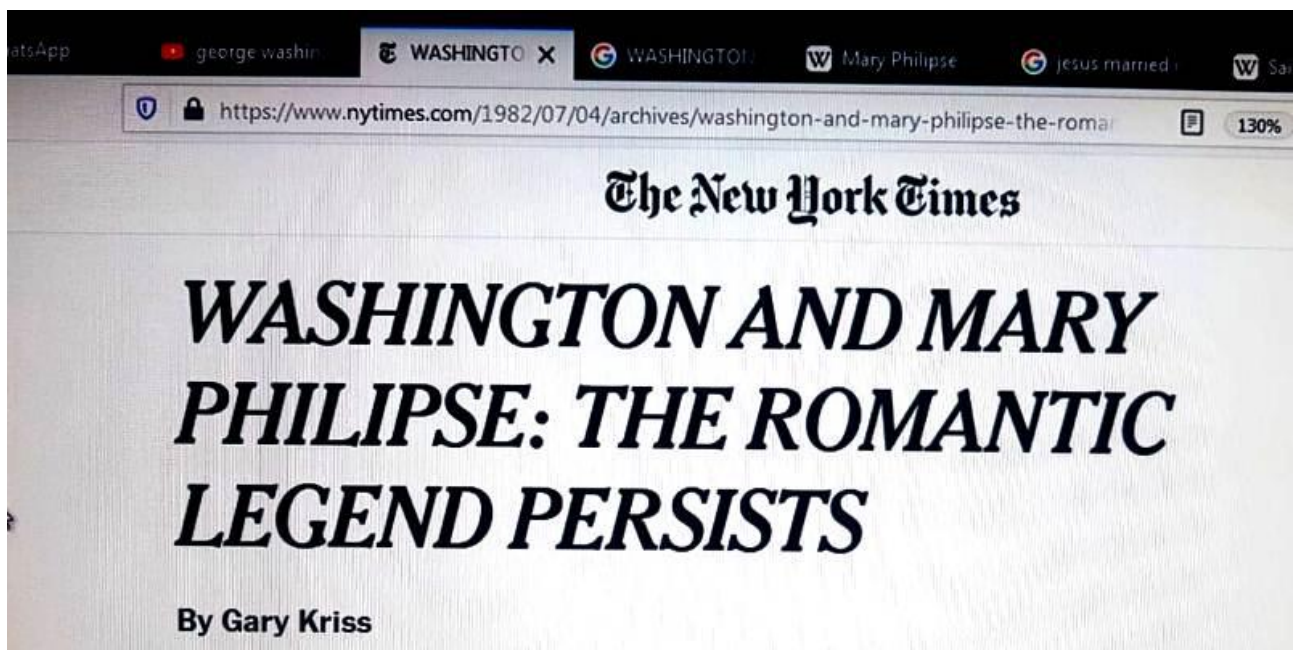 atsApp george washin WASHINGTO WASHINGTON Mary Philipse jesus married
https://www.nytimes.com/1982/07/04/archives/washington-and-mary-philipse-the-roma 130%
The New York Times
WASHINGTON AND MARY
PHILIPSE: THE ROMANTIC
LEGEND PERSISTS
By Gary Kriss